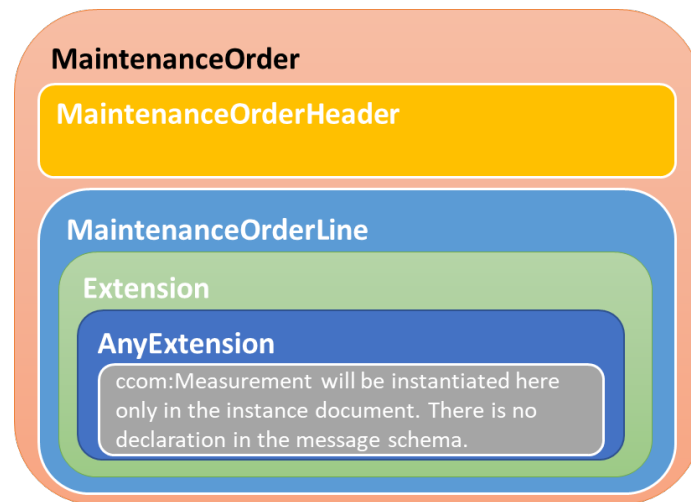 MaintenanceOrder
MaintenanceOrderHeader
MaintenanceOrderLine
Extension
AnyExtension
ccom:Measurement will be instantiated here
only in the instance document. There is no
declaration in the message schema.